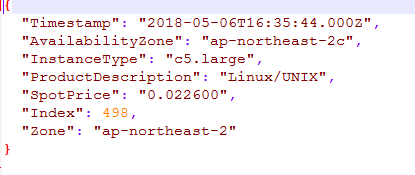 {
"Timestamp": "2018-05-06T16:35:44.000Z",
"AvailabilityZone": "ap-northeast-2c",
"InstanceType": "c5.large",
"ProductDescription": "Linux/UNIX",
"SpotPrice": "0.022600",
"Index": 498,
"Zone": "ap-northeast-2"
}